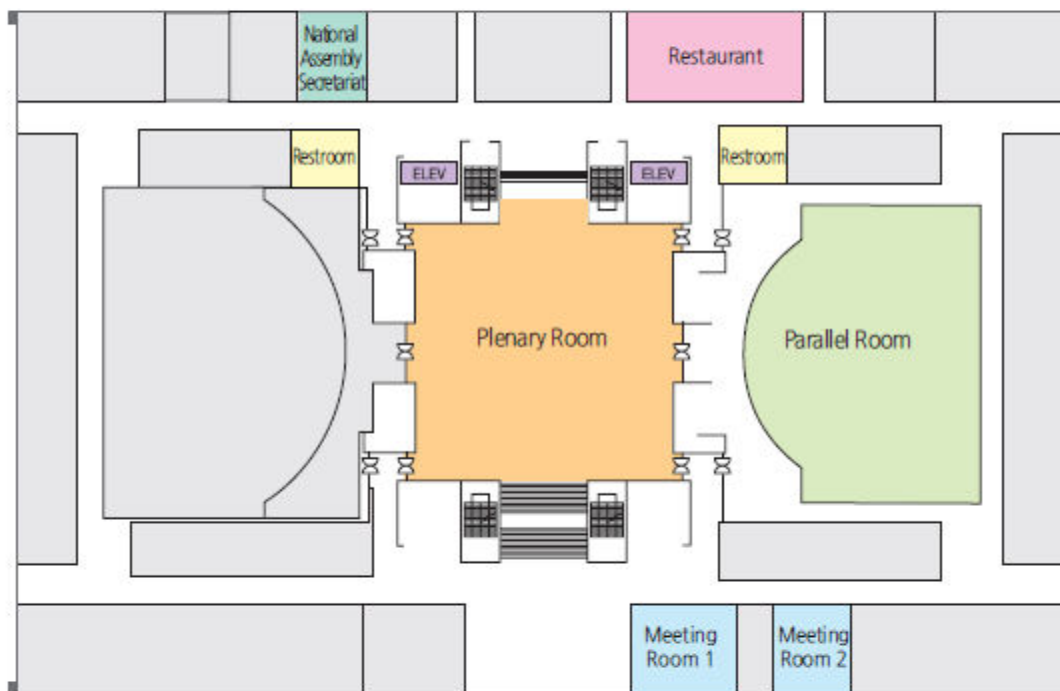 National
Assembly
Secretariat
Restaurant
Restroom
ELEV
ELEV
Restroom
Plenary Room
Parallel Room
Meeting
Room 1
Meeting
Room 2